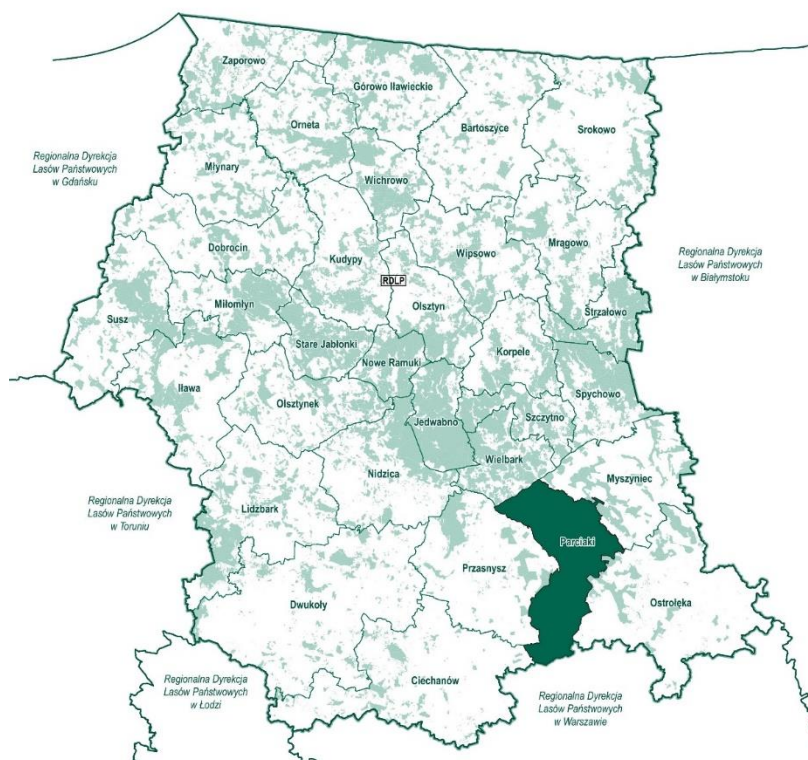 Zaporowo
Górowo Iławeckie
Bartoszyce
Srokowo
Orneta
Regionalna Dyrekcja
Lasów Państwowych
w Gdańsku
Młynary
Wichrowo
Dobrocin
Kudypy
Wipsowo
Mrągowo
Regionalna Dyrekcja
Lasów Państwowych
w Białymstoku
RDLP
Susz
Miłomłyn
Olsztyn
Strzałowo
Stare Jabłonki
Nowe Ramuki
Korpele
Iława
Olsztynek
Spychowo
Jedwabno
Szczytno
Wielbark
Nidzica
Myszyniec
Regionalna Dyrekcja
Lasów Państwowych
w Toruniu
Lidzbark
Parciaki
Przasnysz
Dwukoły
Ostrołęka
Ciechanów
Regionalna Dyrekcja
Lasów Państwowych
w Łodzi
Regionalna Dyrekcja
Lasów Państwowych
w Warszawie